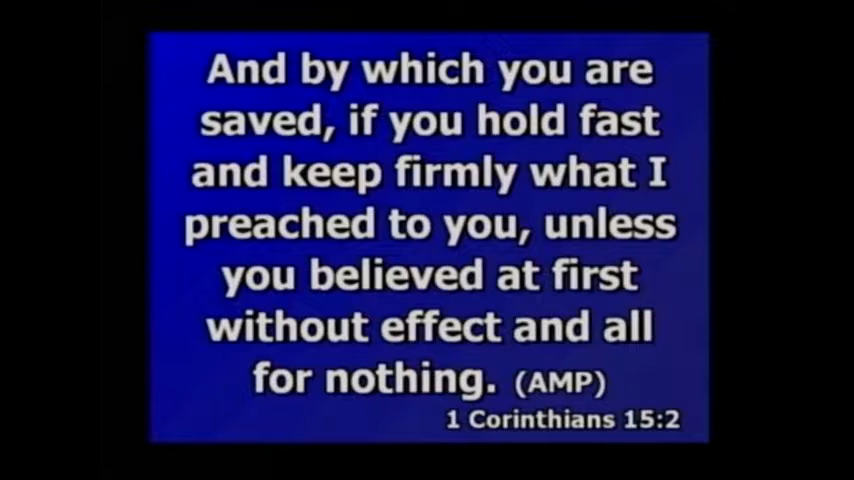 And by which you are
saved, if you hold fast
and keep firmly what I
preached to you, unless
you believed at first
without effect and all
for nothing. (AMP)
1 Corinthians 15:2